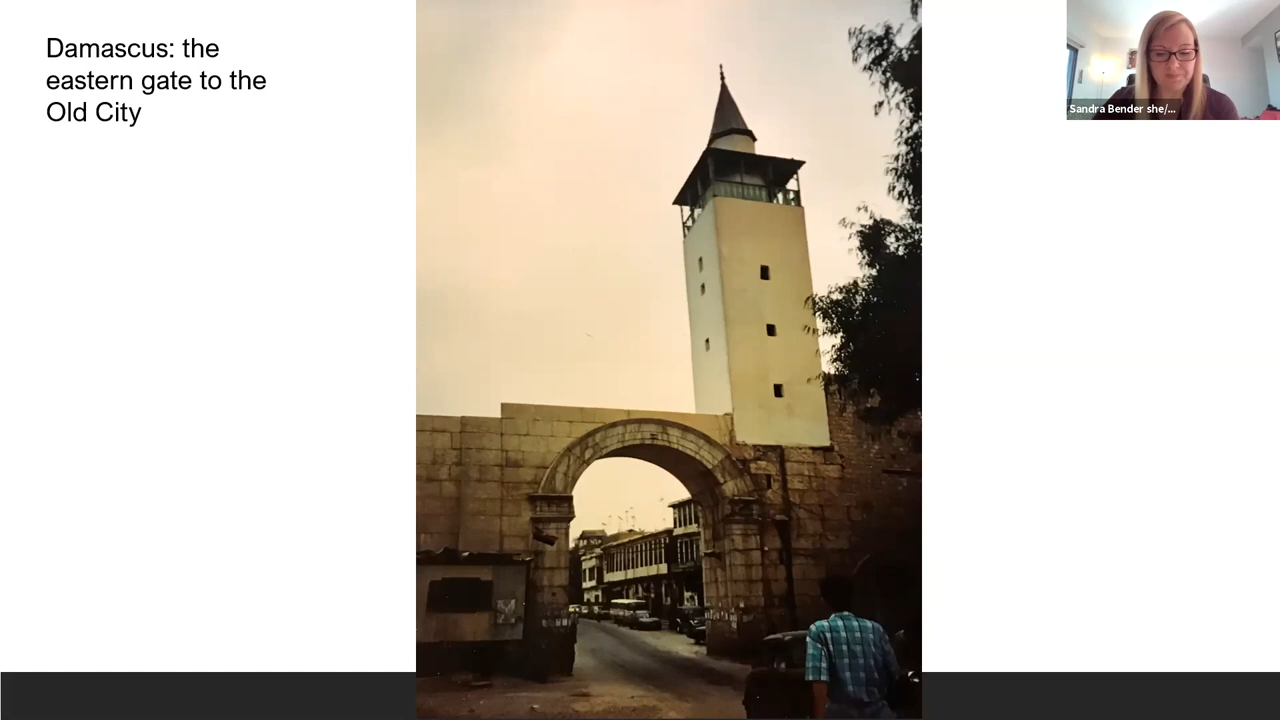 Damascus: the
eastern gate to the
Old City
Sandra Bender she/...